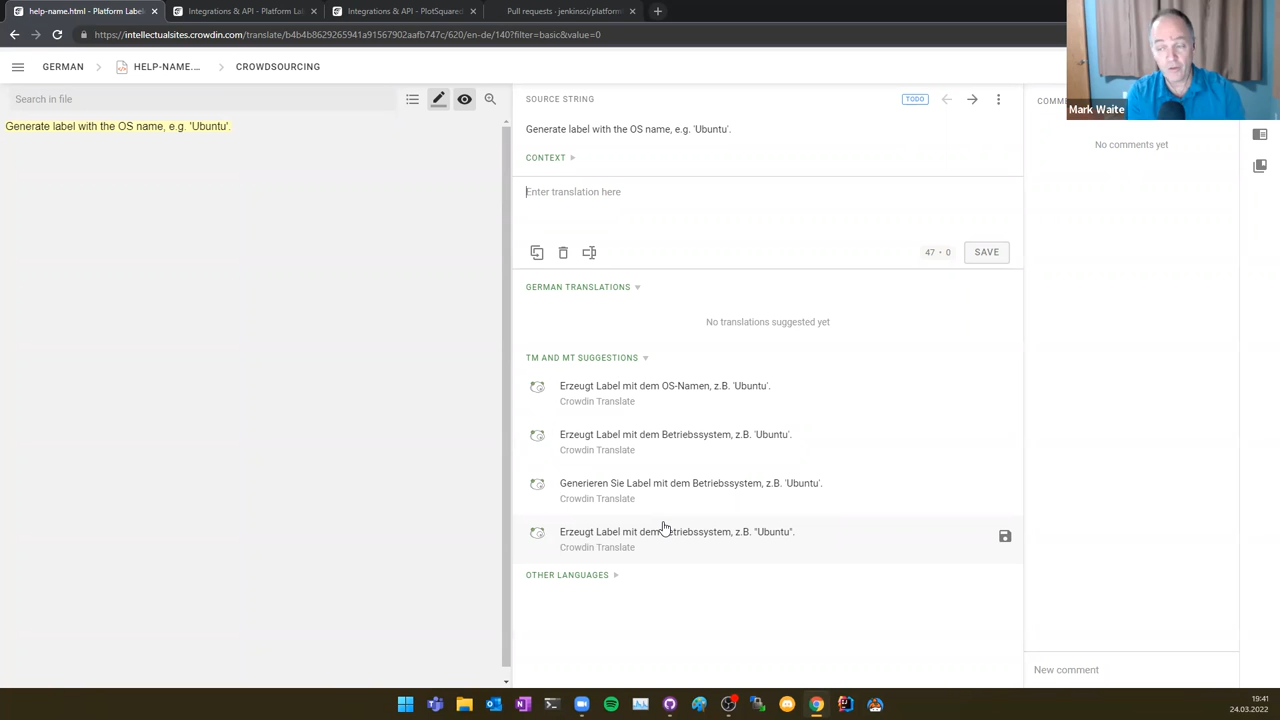 help-name.html - Platform Labe
Integrations & API - Platform Lab
Integrations & API - PlotSquared
Pull requests · jenkinsci/platform
https://intellectualsites.crowdin.com/translate/b4b4b8629265941a91567902aafb747c/620/en-de/140?filter=basic&value=0
GERMAN
HELP-NAME....
CROWDSOURCING
Mark Waite
Search in file
Generate label with the OS name, e.g. 'Ubuntu'.
SOURCE STRING
TODO
Generate label with the OS name, e.g. 'Ubuntu'.
CONTEXT
Enter translation here
47 • 0
SAVE
GERMAN TRANSLATIONS
No translations suggested yet
TM AND MT SUGGESTIONS
Erzeugt Label mit dem OS-Namen, z.B. 'Ubuntu'.
Crowdin Translate
Erzeugt Label mit dem Betriebssystem, z.B. 'Ubuntu'.
Crowdin Translate
Generieren Sie Label mit dem Betriebssystem, z.B. 'Ubuntu'.
Crowdin Translate
Erzeugt Label mit dem Betriebssystem, z.B. "Ubuntu".
Crowdin Translate
OTHER LANGUAGES
COMM
No comments yet
New comment
19:41
24.03.2022